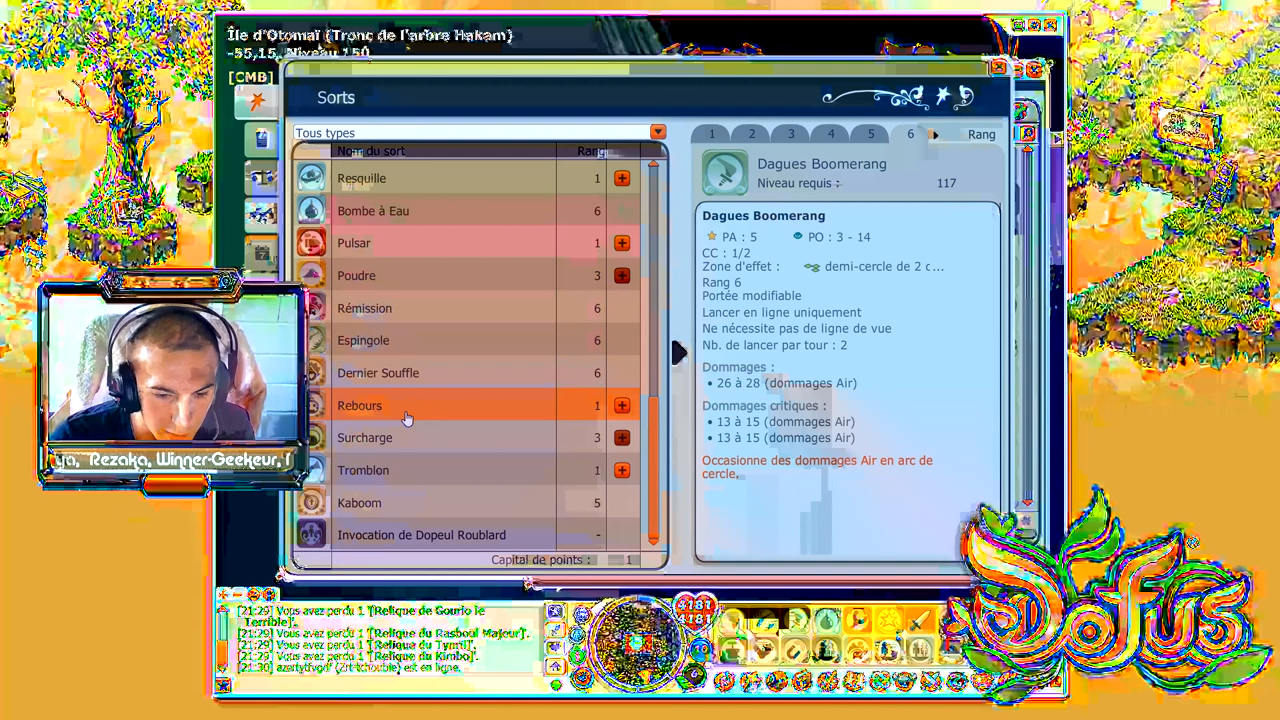 Île d'Otomaï (Tronc de l'arbre Hakam)
-55,15, Niveau 150
[CMB]
Sorts
Tous types
1 2 3 4 5 6 Rang
Nom du sort Rang
Resquille 1
Bombe à Eau 6
Pulsar 1
Poudre 3
Rémission 6
Espingole 6
Dernier Souffle 6
Rebours 1
Surcharge 3
Tromblon 1
Kaboom 5
Invocation de Dopeul Roublard -
Capital de points : 1
Dagues Boomerang
Niveau requis : 117
Dagues Boomerang
PA : 5 PO : 3 - 14
CC : 1/2
Zone d'effet : demi-cercle de 2 c...
Rang 6
Portée modifiable
Lancer en ligne uniquement
Ne nécessite pas de ligne de vue
Nb. de lancer par tour : 2
Dommages :
• 26 à 28 (dommages Air)
Dommages critiques :
• 13 à 15 (dommages Air)
• 13 à 15 (dommages Air)
Occasionne des dommages Air en arc de
cercle.
Rezaka, Winner-Geekeur,
[21:29] Vous avez perdu 1 '[Relique de Gourlo le
Terrible]'.
[21:29] Vous avez perdu 1 '[Relique du Rasboul Majeur]'.
[21:29] Vous avez perdu 1 '[Relique du Tynril]'.
[21:29] Vous avez perdu 1 '[Relique du Kimbo]'.
est en ligne.
4181
4181
Dofus